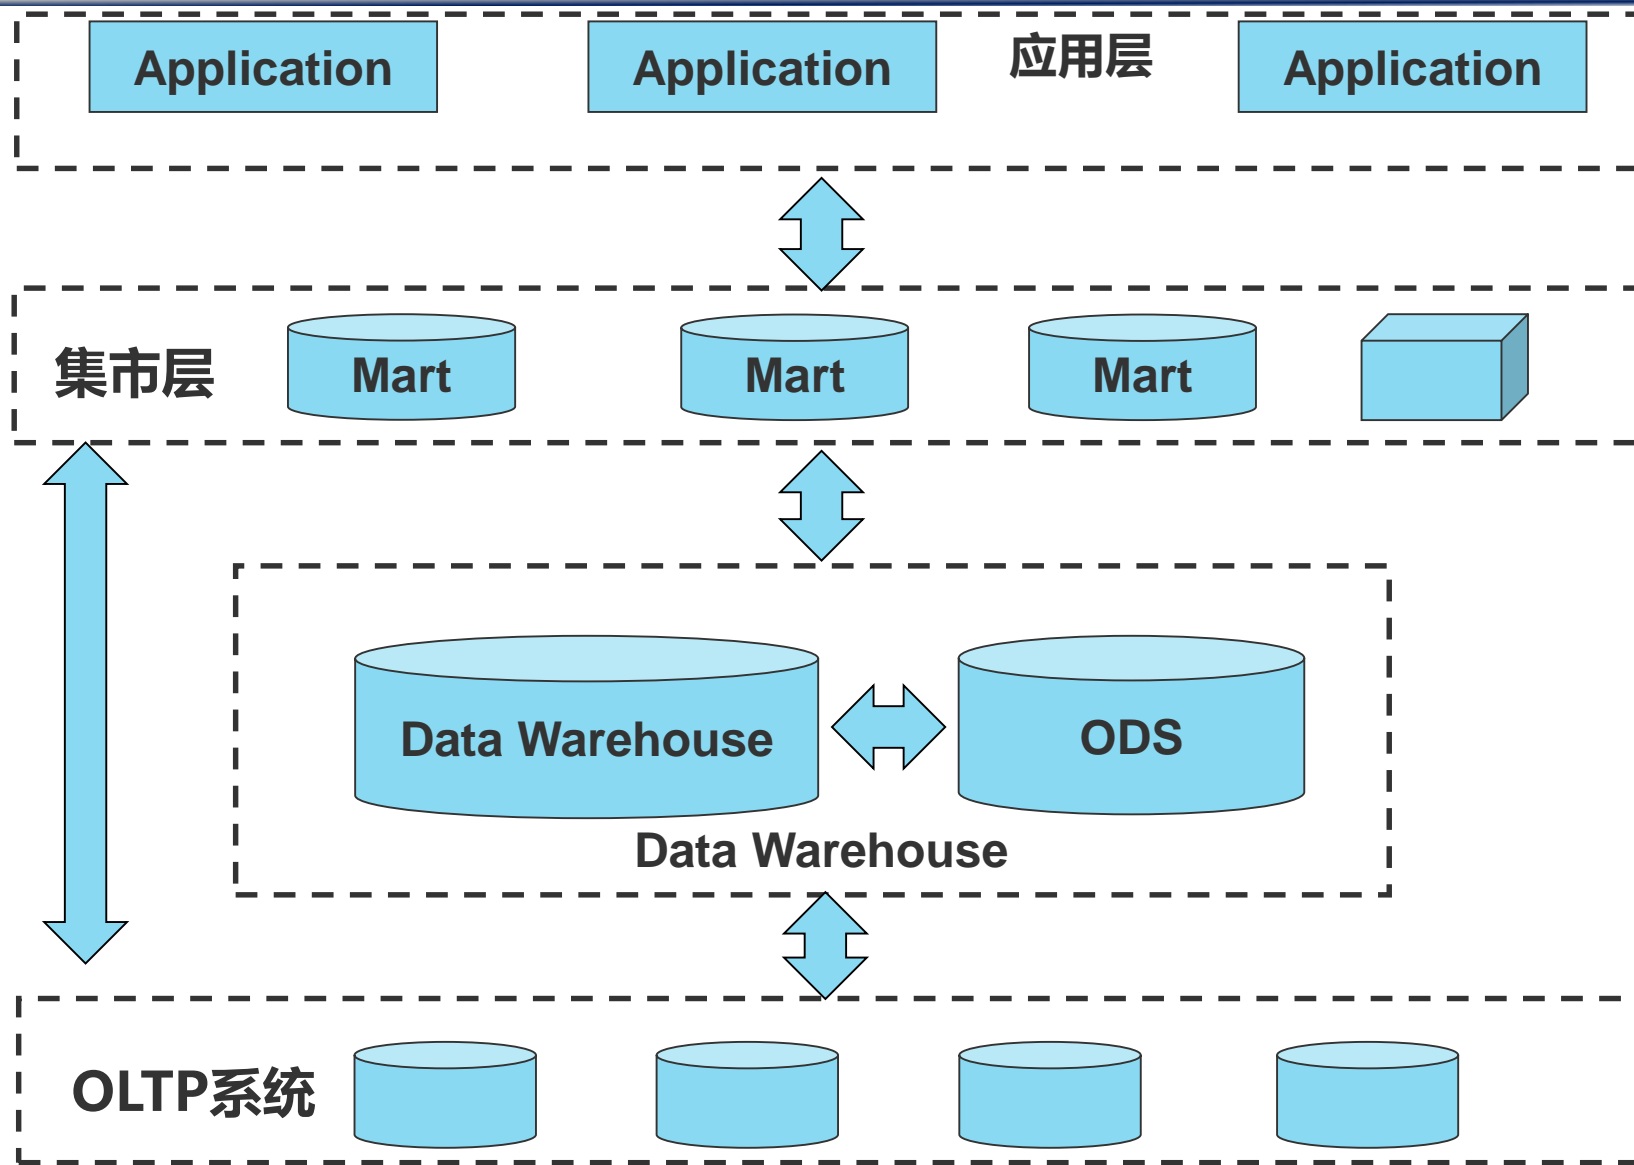 Application
Application
应用层
Application
集市层
Mart
Mart
Mart
Data Warehouse
ODS
Data Warehouse
OLTP系统